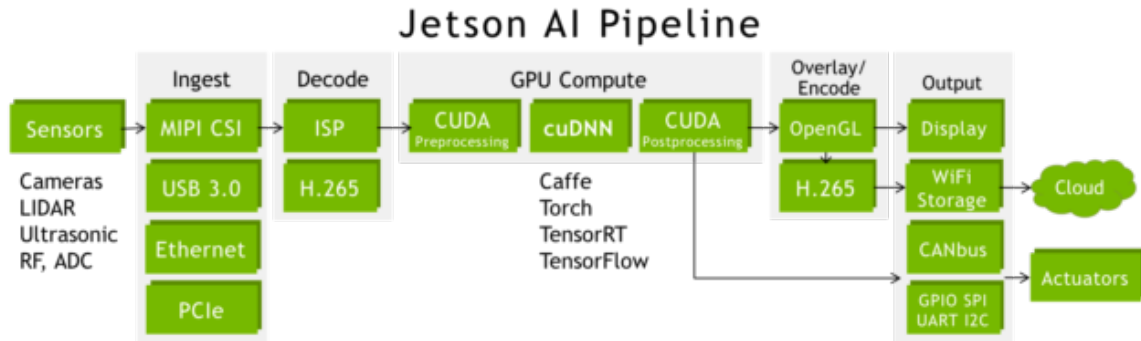 Jetson AI Pipeline
Ingest
Decode
GPU Compute
Overlay/
Encode
Output
Sensors
MIPI CSI
ISP
CUDA
Preprocessing
cuDNN
CUDA
Postprocessing
OpenGL
Display
Cameras
LIDAR
Ultrasonic
RF, ADC
USB 3.0
H.265
Caffe
Torch
TensorRT
TensorFlow
H.265
WiFi
Storage
Cloud
Ethernet
CANbus
Actuators
PCIe
GPIO SPI
UART I2C